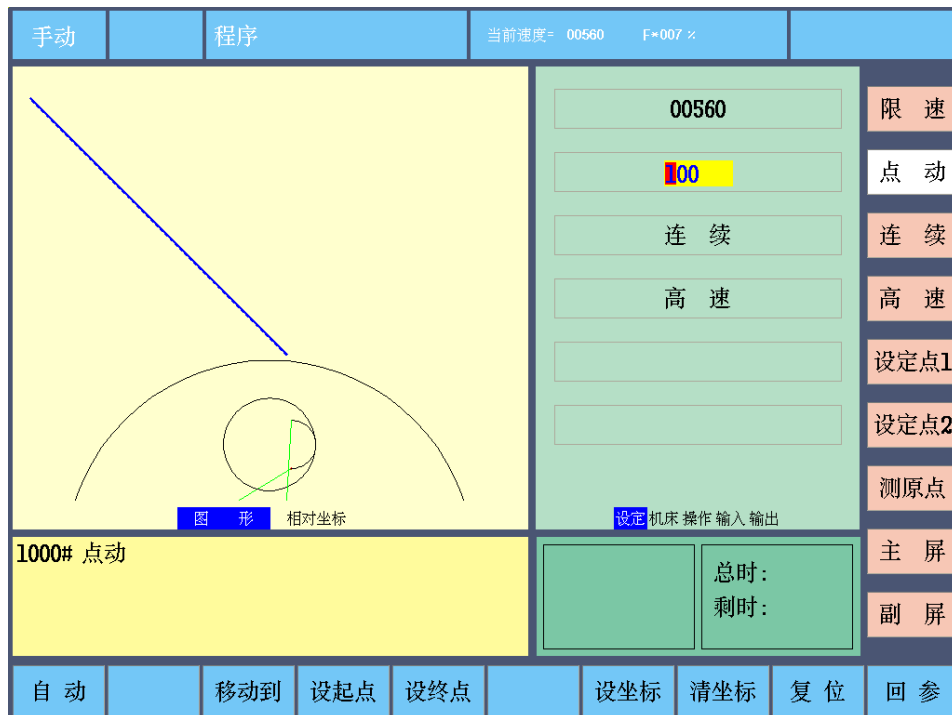 手动 程序 当前速度= 00560 F*007 %
00560 限 速
100 点 动
连 续 连 续
高 速 高 速
设定点1
设定点2
测原点
图 形 相对坐标 设定 机床 操作 输入 输出
1000# 点动 主 屏
总时:
剩时: 副 屏
自 动 移动到 设起点 设终点 设坐标 清坐标 复 位 回 参